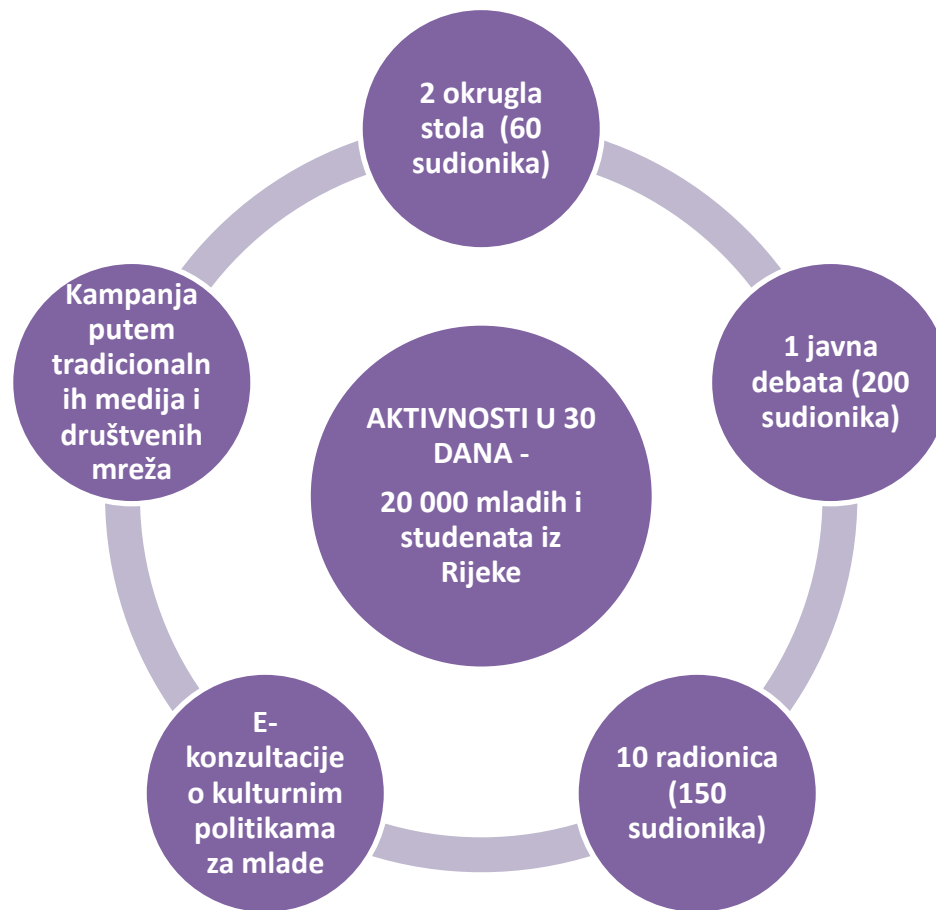 2 okrugla
stola (60
sudionika)
1 javna
debata (200
sudionika)
10 radionica
(150
sudionika)
E-
konzultacije
o kulturnim
politikama
za mlade
Kampanja
putem
tradicionaln
ih medija i
društvenih
mreža
AKTIVNOSTI U 30
DANA -
20 000 mladih i
studenata iz
Rijeke